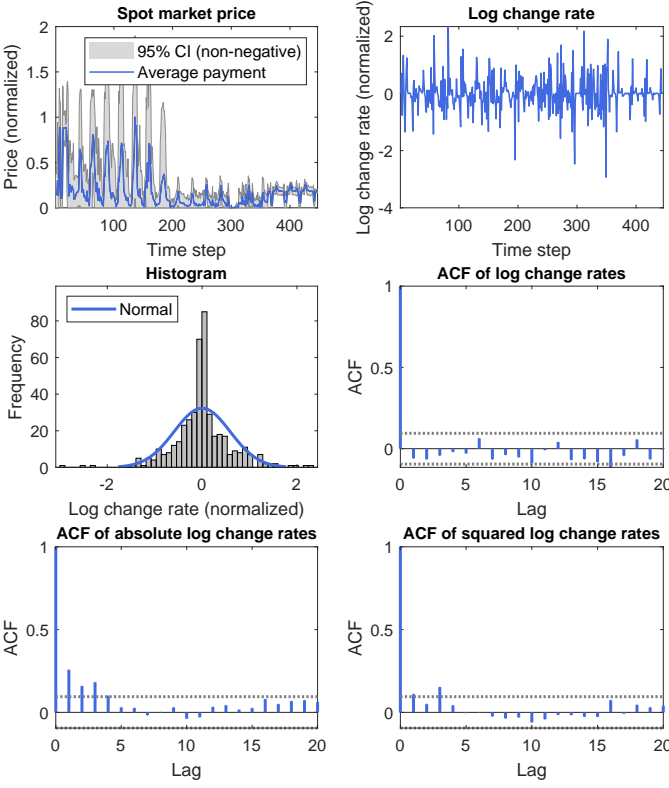 Spot market price
2
1.5
1
0.5
0
Price (normalized)
95% CI (non-negative)
Average payment
100 200 300 400
Time step
Log change rate
2
0
-2
-4
Log change rate (normalized)
100 200 300 400
Time step
Histogram
80
60
40
20
0
Frequency
Normal
-2 0 2
Log change rate (normalized)
ACF of log change rates
1
0.5
0
ACF
0 5 10 15 20
Lag
ACF of absolute log change rates
1
0.5
0
ACF
0 5 10 15 20
Lag
ACF of squared log change rates
1
0.5
0
ACF
0 5 10 15 20
Lag